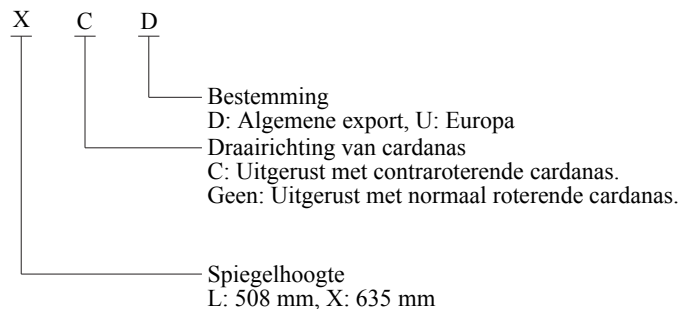 X C D
Bestemming
D: Algemene export, U: Europa
Draairichting van cardanas
C: Uitgerust met contraroterende cardanas.
Geen: Uitgerust met normaal roterende cardanas.
Spiegelhoogte
L: 508 mm, X: 635 mm